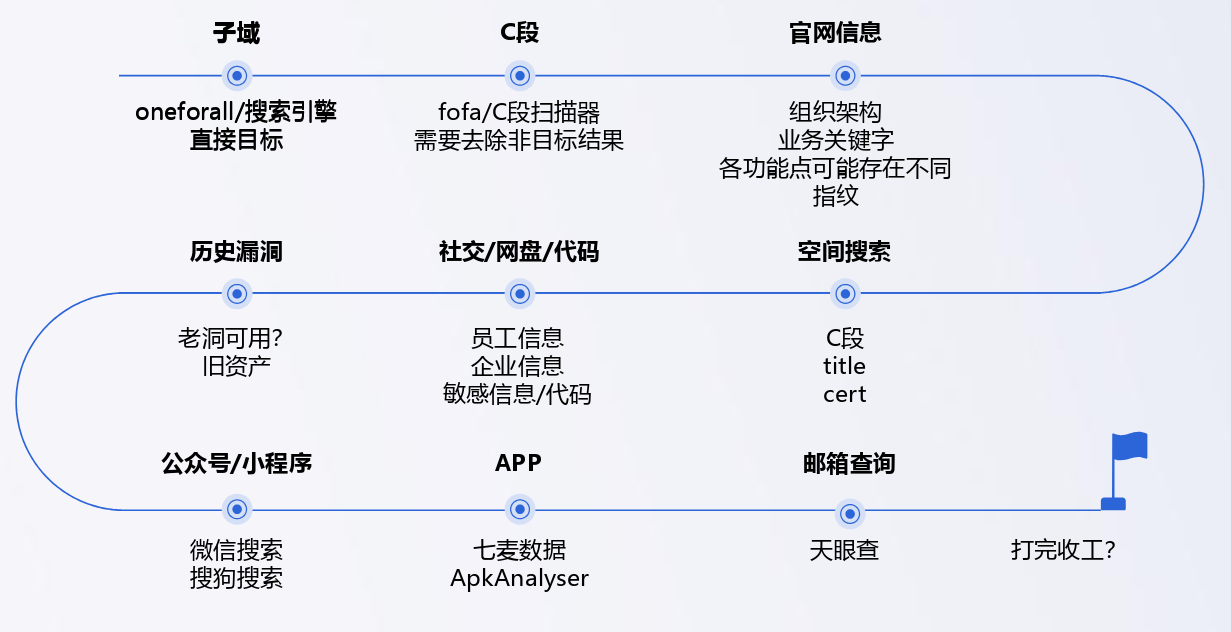 子域
oneforall/搜索引擎
直接目标
C段
fofa/C段扫描器
需要去除非目标结果
官网信息
组织架构
业务关键字
各功能点可能存在不同
指纹
空间搜索
C段
title
cert
社交/网盘/代码
员工信息
企业信息
敏感信息/代码
历史漏洞
老洞可用?
旧资产
公众号/小程序
微信搜索
搜狗搜索
APP
七麦数据
ApkAnalyser
邮箱查询
天眼查
打完收工?